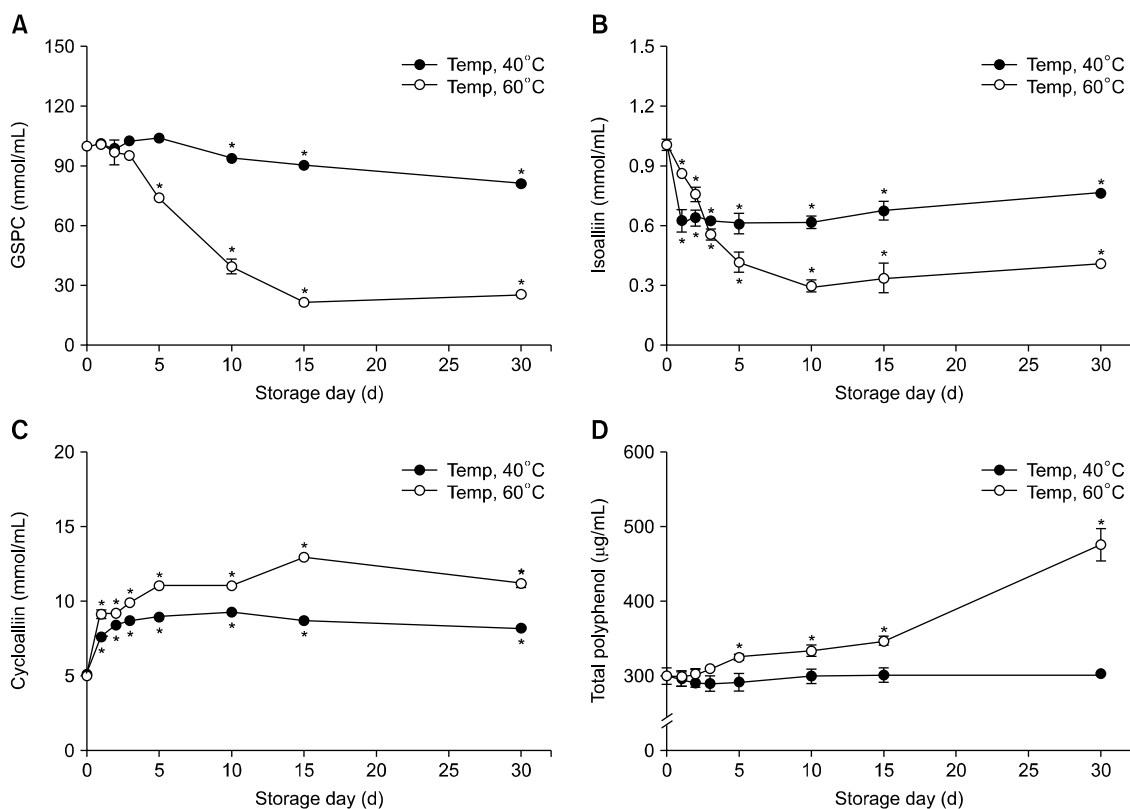 A
150
120
90
60
30
0
GSPC (mmol/mL)
Temp, 40°C
Temp, 60°C
* * * * * * *
0 5 10 15 20 25 30
Storage day (d)
B
1.5
1.2
0.9
0.6
0.3
0
Isoalliin (mmol/mL)
Temp, 40°C
Temp, 60°C
* * * * * * * * * * * * * *
0 5 10 15 20 25 30
Storage day (d)
C
20
15
10
5
0
Cycloalliin (mmol/mL)
Temp, 40°C
Temp, 60°C
* * * * * * * * * * * * * *
0 5 10 15 20 25 30
Storage day (d)
D
600
500
400
300
0
Total polyphenol (μg/mL)
Temp, 40°C
Temp, 60°C
* * * *
0 5 10 15 20 25 30
Storage day (d)